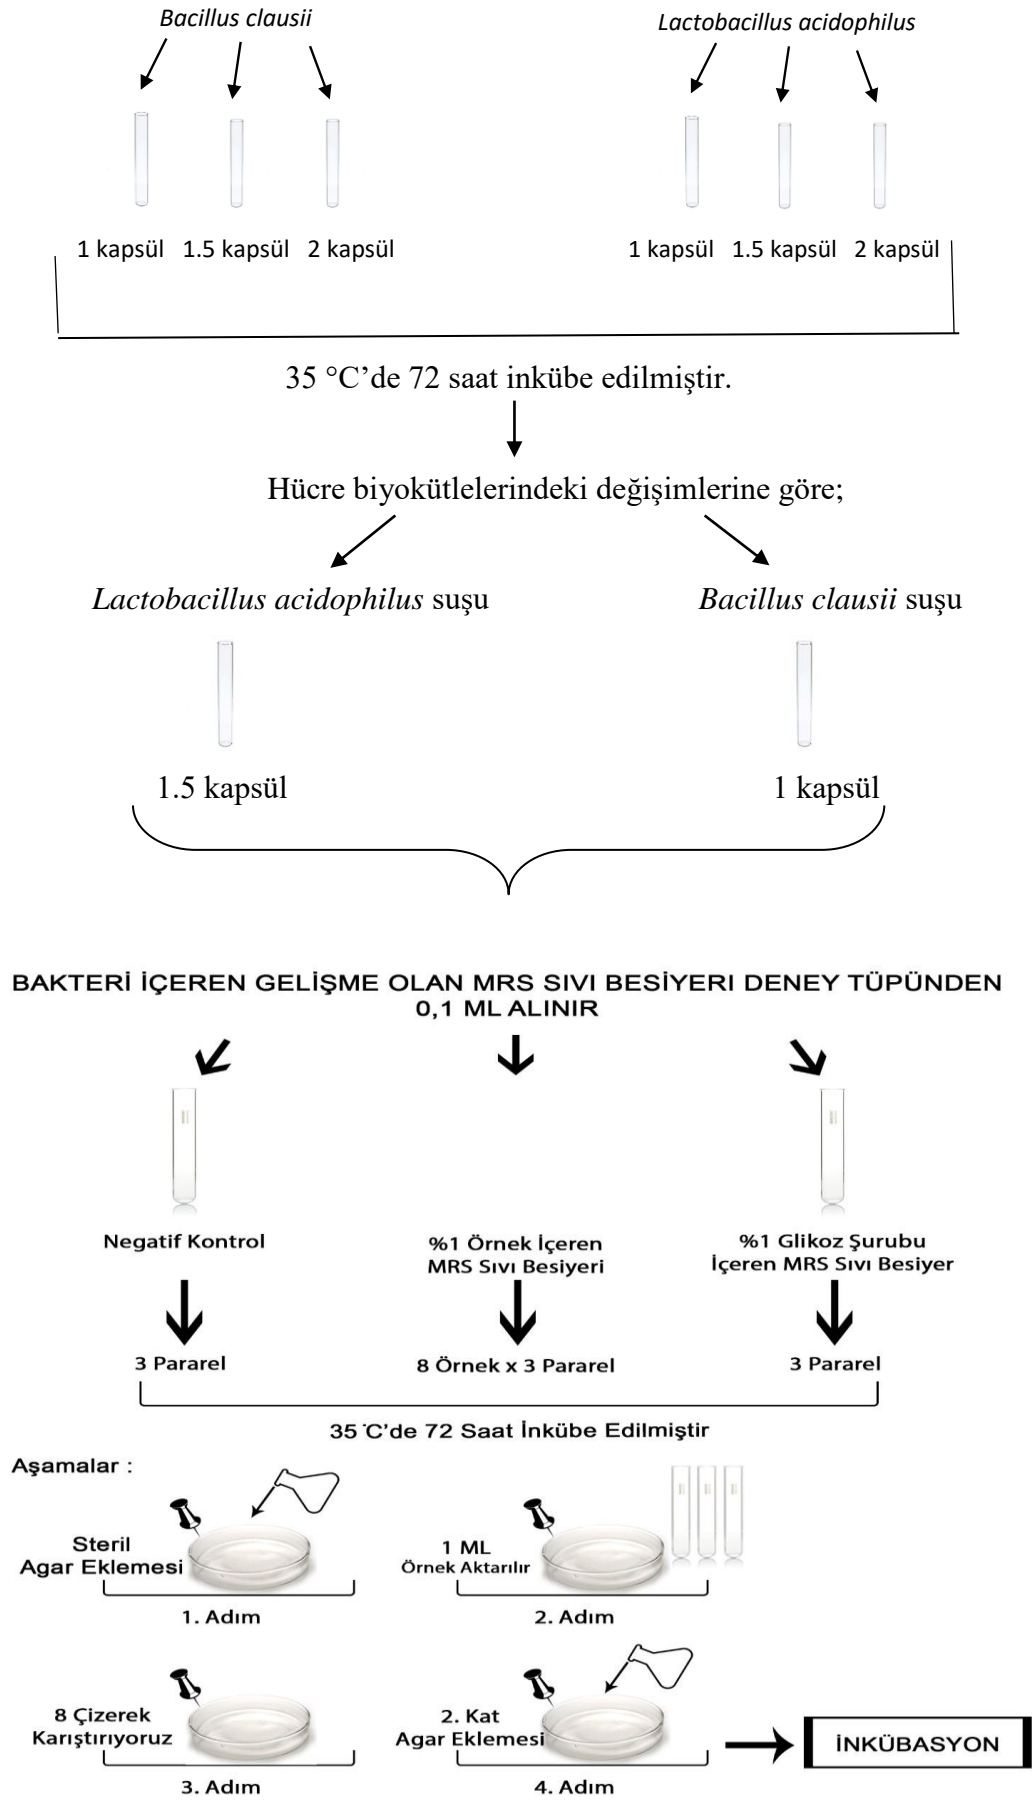 Bacillus clausii
Lactobacillus acidophilus
1 kapsül 1.5 kapsül 2 kapsül
1 kapsül 1.5 kapsül 2 kapsül
35 °C’de 72 saat inkübe edilmiştir.
Hücre biyokütlelerindeki değişimlerine göre;
Lactobacillus acidophilus suşu
Bacillus clausii suşu
1.5 kapsül
1 kapsül
BAKTERİ İÇEREN GELİŞME OLAN MRS SIVI BESİYERI DENEY TÜPÜNDEN
0,1 ML ALINIR
Negatif Kontrol
%1 Örnek İçeren
MRS Sıvı Besiyeri
%1 Glikoz Şurubu
İçeren MRS Sıvı Besiyer
3 Pararel
8 Örnek x 3 Pararel
3 Pararel
35 °C’de 72 Saat İnkübe Edilmiştir
Aşamalar :
Steril
Agar Eklemesi
1. Adım
1 ML
Örnek Aktarılır
2. Adım
8 Çizerek
Karıştırıyoruz
3. Adım
2. Kat
Agar Eklemesi
4. Adım
İNKÜBASYON